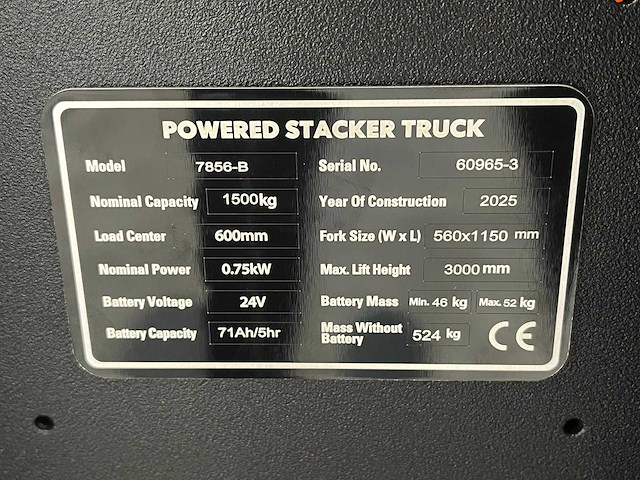 POWERED STACKER TRUCK
Model 7856-B Serial No. 60965-3
Nominal Capacity 1500kg Year Of Construction 2025
Load Center 600mm Fork Size (W x L) 560x1150 mm
Nominal Power 0.75kW Max. Lift Height 3000mm
Battery Voltage 24V Battery Mass Min. 46 kg Max. 52 kg
Battery Capacity 71Ah/5hr Mass Without Battery 524 kg CE